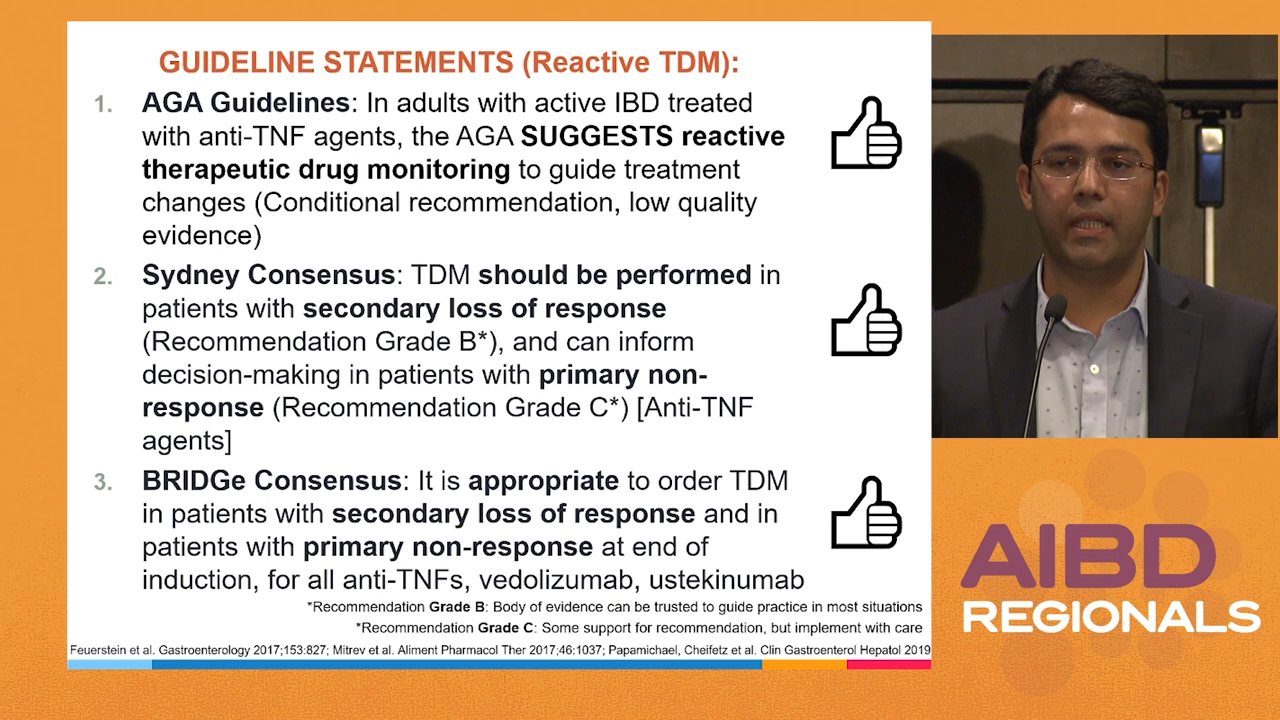 GUIDELINE STATEMENTS (Reactive TDM):
1. AGA Guidelines: In adults with active IBD treated
with anti-TNF agents, the AGA SUGGESTS reactive
therapeutic drug monitoring to guide treatment
changes (Conditional recommendation, low quality
evidence)
2. Sydney Consensus: TDM should be performed in
patients with secondary loss of response
(Recommendation Grade B*), and can inform
decision-making in patients with primary non-
response (Recommendation Grade C*) [Anti-TNF
agents]
3. BRIDGe Consensus: It is appropriate to order TDM
in patients with secondary loss of response and in
patients with primary non-response at end of
induction, for all anti-TNFs, vedolizumab, ustekinumab
*Recommendation Grade B: Body of evidence can be trusted to guide practice in most situations
*Recommendation Grade C: Some support for recommendation, but implement with care
Feuerstein et al. Gastroenterology 2017;153:827; Mitrev et al. Aliment Pharmacol Ther 2017;46:1037; Papamichael, Cheifetz et al. Clin Gastroenterol Hepatol 2019
AIBD
REGIONALS